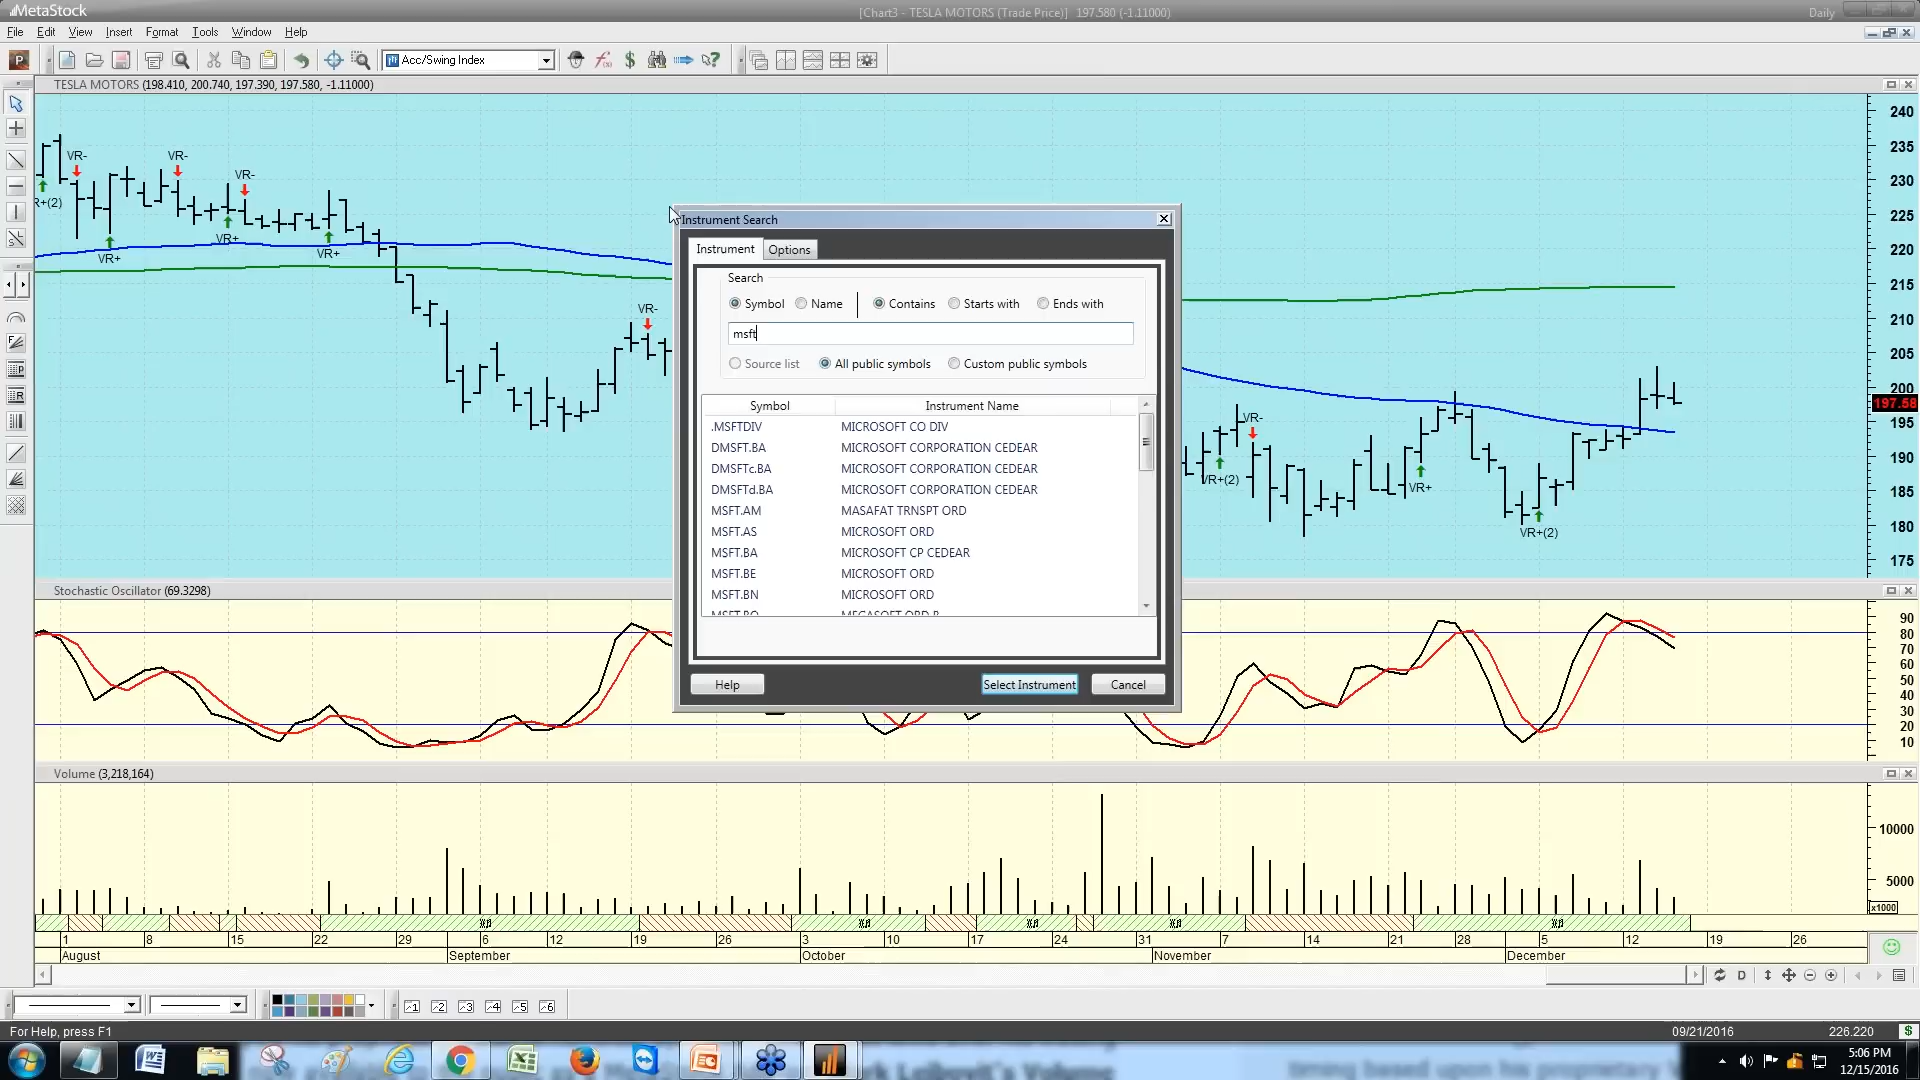 MetaStock
[Chart3 - TESLA MOTORS (Trade Price)] 197.580 (-1.11000)
Daily
File Edit View Insert Format Tools Window Help
Acc/Swing Index
TESLA MOTORS (198.410, 200.740, 197.390, 197.580, -1.11000)
240
235
230
225
220
215
210
205
200
197.58
195
190
185
180
175
VR-
VR-
VR-
R+(2)
VR+
VR+
VR+
VR-
VR-
VR+(2)
VR+
VR+(2)
Instrument Search
Instrument Options
Search
Symbol Name Contains Starts with Ends with
msft
Source list All public symbols Custom public symbols
Symbol Instrument Name
.MSFTDIV MICROSOFT CO DIV
DMSFT.BA MICROSOFT CORPORATION CEDEAR
DMSFTc.BA MICROSOFT CORPORATION CEDEAR
DMSFTd.BA MICROSOFT CORPORATION CEDEAR
MSFT.AM MASAFAT TRNSPT ORD
MSFT.AS MICROSOFT ORD
MSFT.BA MICROSOFT CP CEDEAR
MSFT.BE MICROSOFT ORD
MSFT.BN MICROSOFT ORD
MSFT.BO MEGASOFT ORD B
Help Select Instrument Cancel
Stochastic Oscillator (69.3298)
90
80
70
60
50
40
30
20
10
Volume (3,218,164)
10000
5000
x1000
1 8 15 22 29 6 12 19 26 3 10 17 24 31 7 14 21 28 5 12 19 26
August September October November December
D
1 2 3 4 5 6
For Help, press F1
09/21/2016 226.220
5:06 PM
12/15/2016